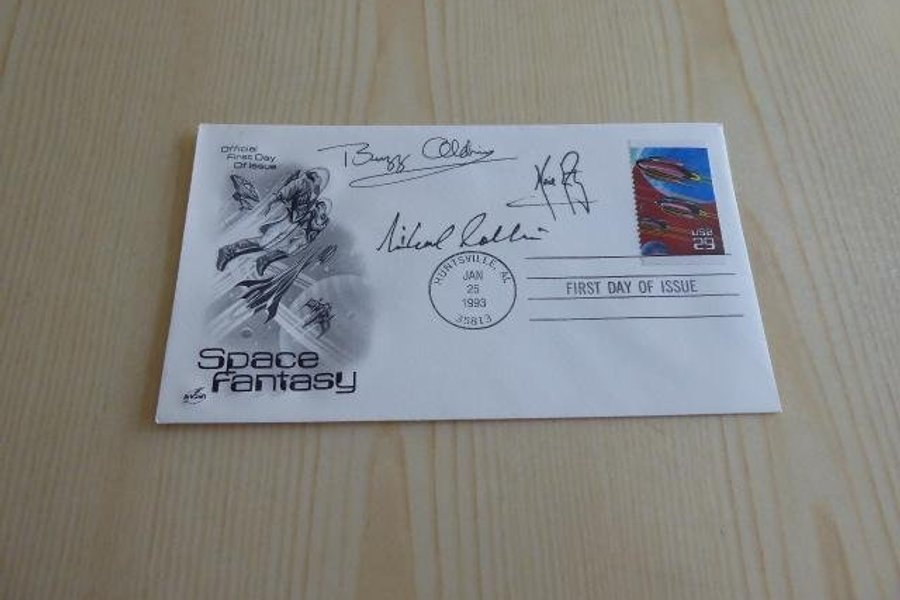 Official
First Day
Of Issue
Buzz Aldrin
Michael Collins
USA
29
HUNTSVILLE, AL
JAN
25
1993
35813
FIRST DAY OF ISSUE
Space
Fantasy
Artcraft